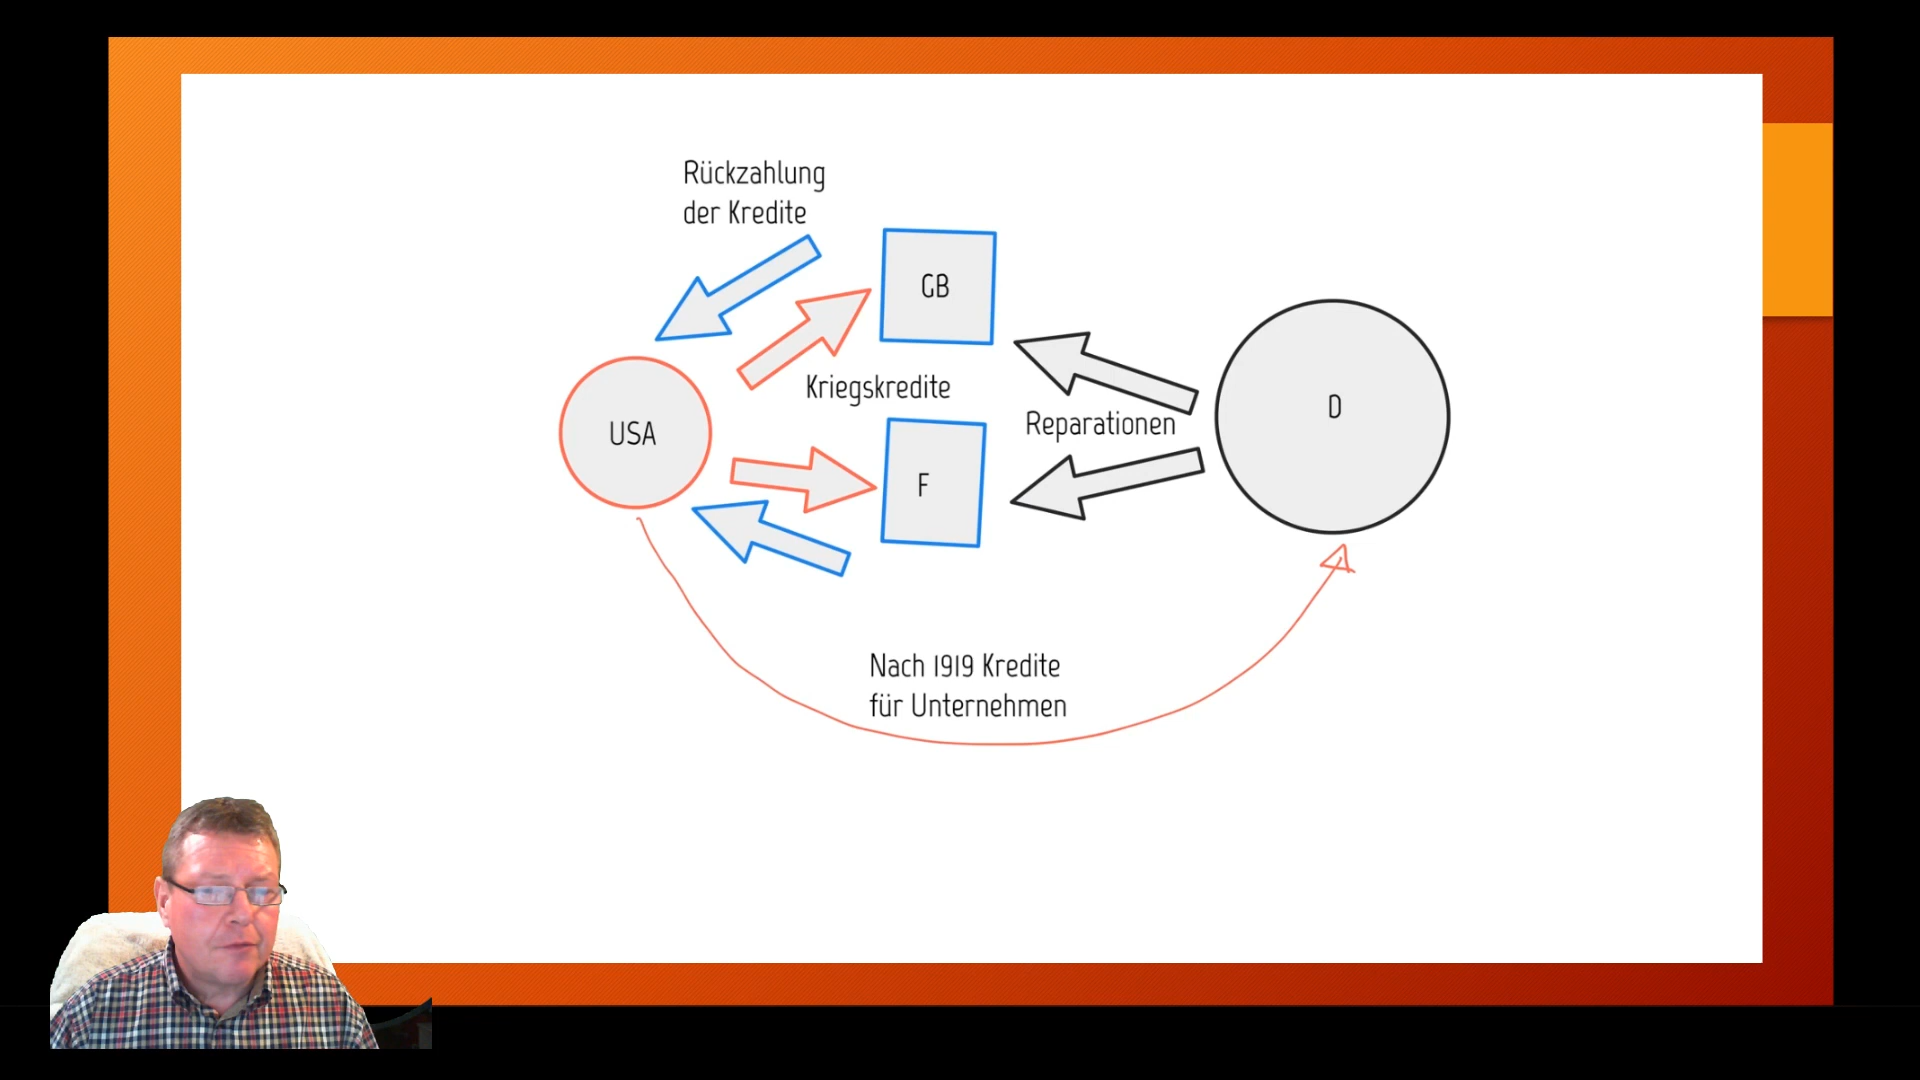 Rückzahlung
der Kredite
GB
Kriegskredite
USA
D
Reparationen
F
Nach 1919 Kredite
für Unternehmen